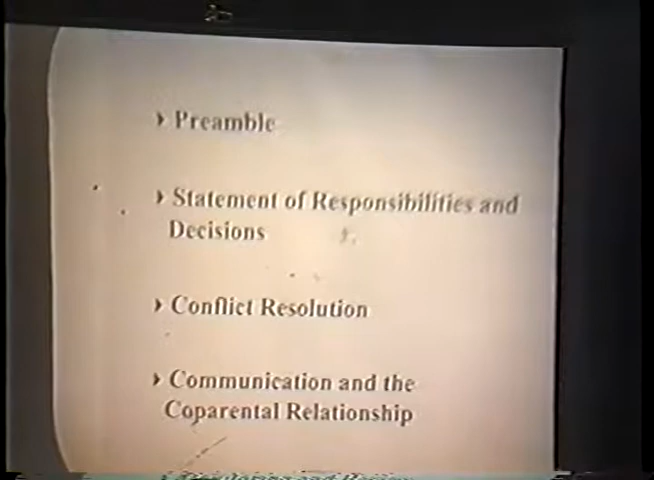 Preamble
Statement of Responsibilities and
Decisions
Conflict Resolution
Communication and the
Coparental Relationship